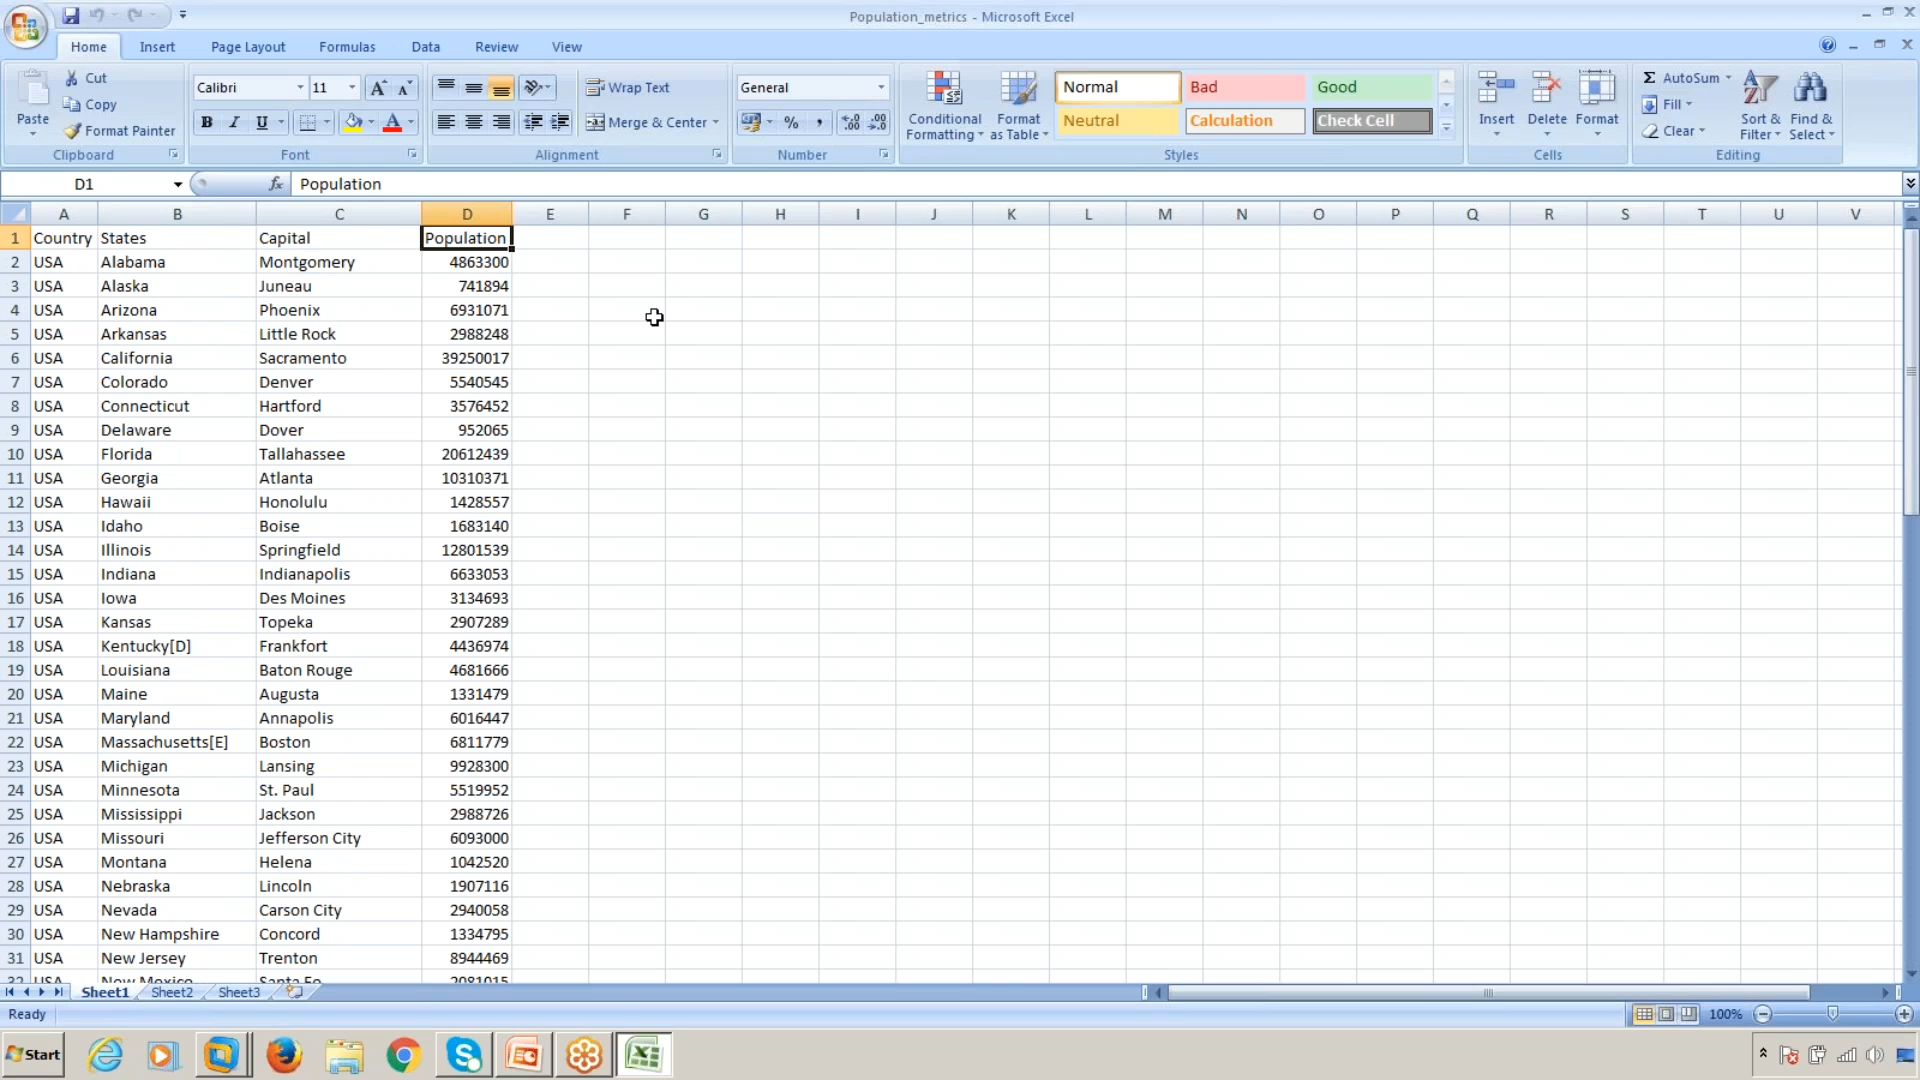 Population_metrics - Microsoft Excel
Home Insert Page Layout Formulas Data Review View
Paste
Cut
Copy
Format Painter
Clipboard
Calibri 11
B I U
Font
Wrap Text
Merge & Center
Alignment
General
%
Number
Conditional Formatting
Format as Table
Normal Bad Good
Neutral Calculation Check Cell
Styles
Insert Delete Format
Cells
Σ AutoSum
Fill
Clear
Sort & Filter
Find & Select
Editing
D1 fx Population
A B C D E F G H I J K L M N O P Q R S T U V
1 Country States Capital Population
2 USA Alabama Montgomery 4863300
3 USA Alaska Juneau 741894
4 USA Arizona Phoenix 6931071
5 USA Arkansas Little Rock 2988248
6 USA California Sacramento 39250017
7 USA Colorado Denver 5540545
8 USA Connecticut Hartford 3576452
9 USA Delaware Dover 952065
10 USA Florida Tallahassee 20612439
11 USA Georgia Atlanta 10310371
12 USA Hawaii Honolulu 1428557
13 USA Idaho Boise 1683140
14 USA Illinois Springfield 12801539
15 USA Indiana Indianapolis 6633053
16 USA Iowa Des Moines 3134693
17 USA Kansas Topeka 2907289
18 USA Kentucky[D] Frankfort 4436974
19 USA Louisiana Baton Rouge 4681666
20 USA Maine Augusta 1331479
21 USA Maryland Annapolis 6016447
22 USA Massachusetts[E] Boston 6811779
23 USA Michigan Lansing 9928300
24 USA Minnesota St. Paul 5519952
25 USA Mississippi Jackson 2988726
26 USA Missouri Jefferson City 6093000
27 USA Montana Helena 1042520
28 USA Nebraska Lincoln 1907116
29 USA Nevada Carson City 2940058
30 USA New Hampshire Concord 1334795
31 USA New Jersey Trenton 8944469
32 USA New Mexico Santa Fe 2081015
Sheet1 Sheet2 Sheet3
Ready 100%
Start